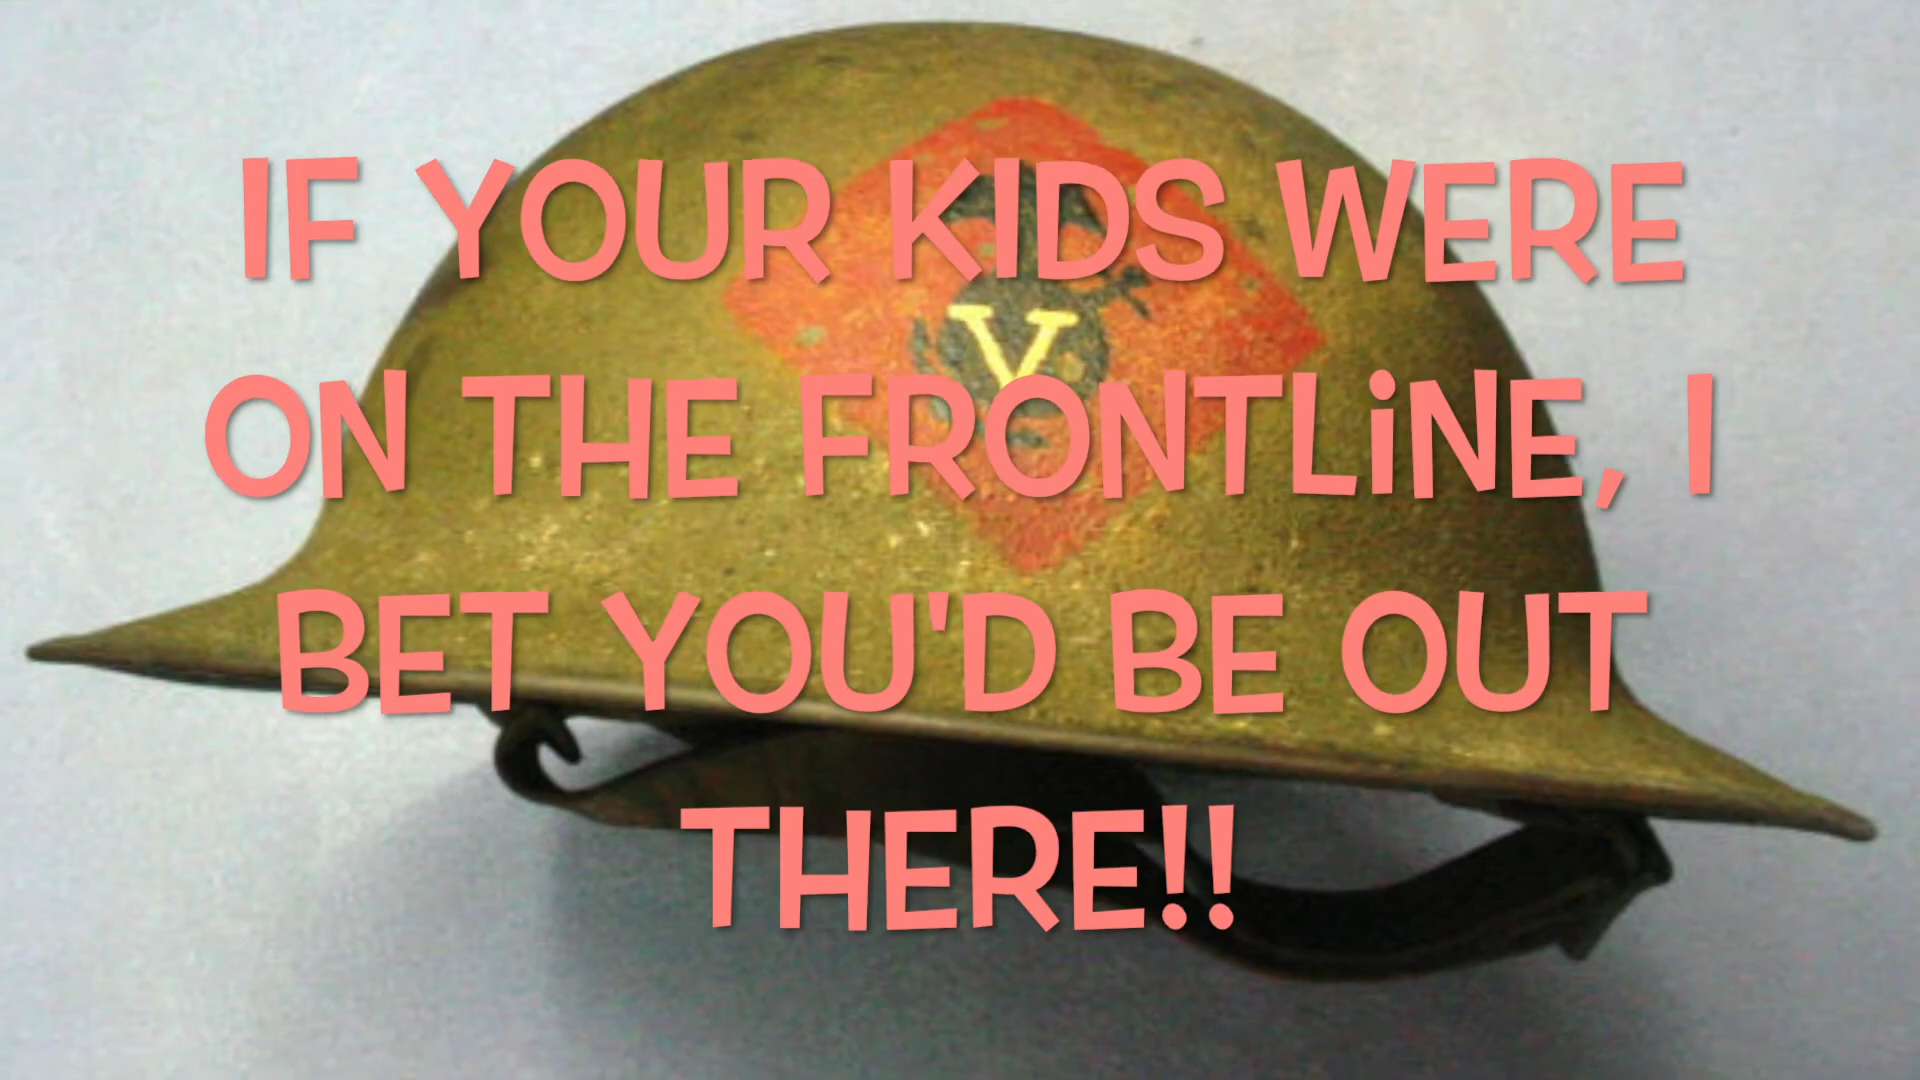 IF YOUR KIDS WERE
V
ON THE FRONTLiNE, I
BET YOU'D BE OUT
THERE!!